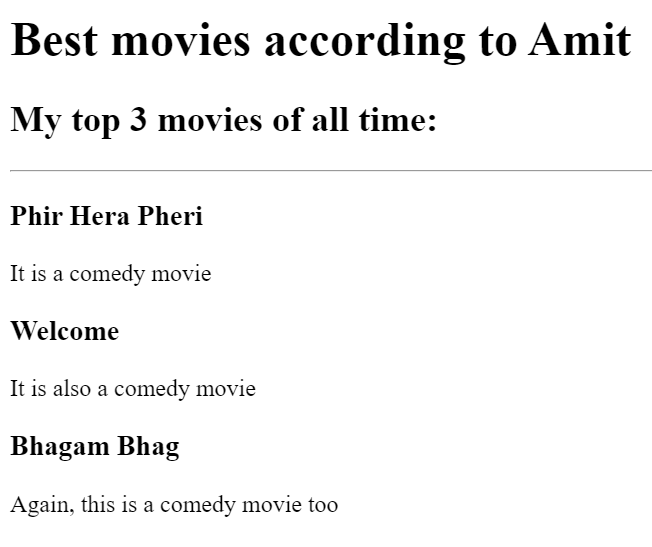 Best movies according to Amit
My top 3 movies of all time:
Phir Hera Pheri
It is a comedy movie
Welcome
It is also a comedy movie
Bhagam Bhag
Again, this is a comedy movie too